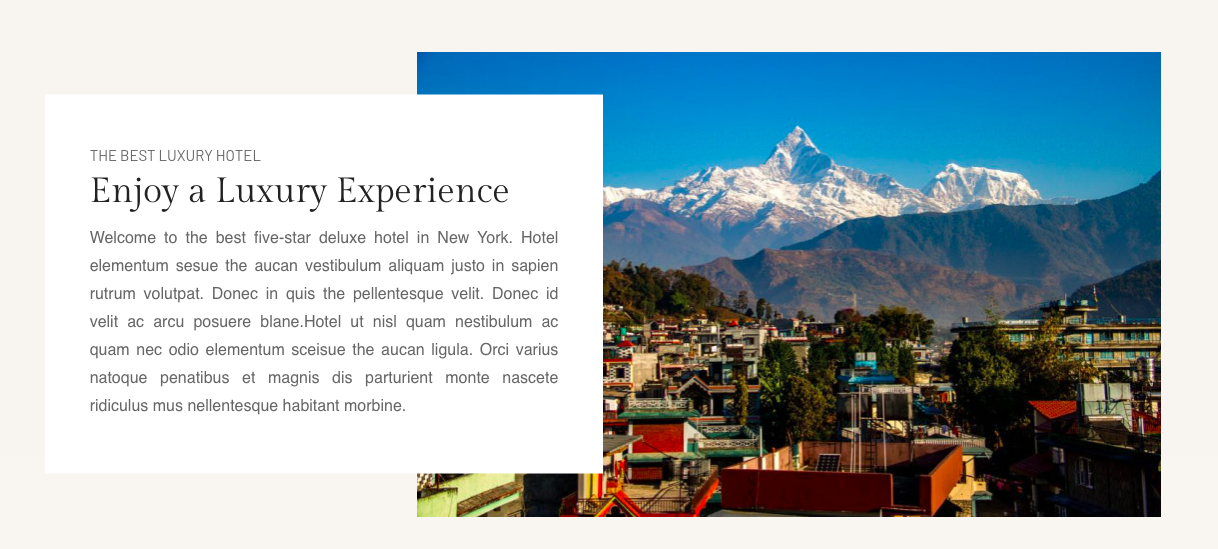 THE BEST LUXURY HOTEL
Enjoy a Luxury Experience
Welcome to the best five-star deluxe hotel in New York. Hotel
elementum sesue the aucan vestibulum aliquam justo in sapien
rutrum volutpat. Donec in quis the pellentesque velit. Donec id
velit ac arcu posuere blane.Hotel ut nisl quam nestibulum ac
quam nec odio elementum sceisue the aucan ligula. Orci varius
natoque penatibus et magnis dis parturient monte nascete
ridiculus mus nellentesque habitant morbine.